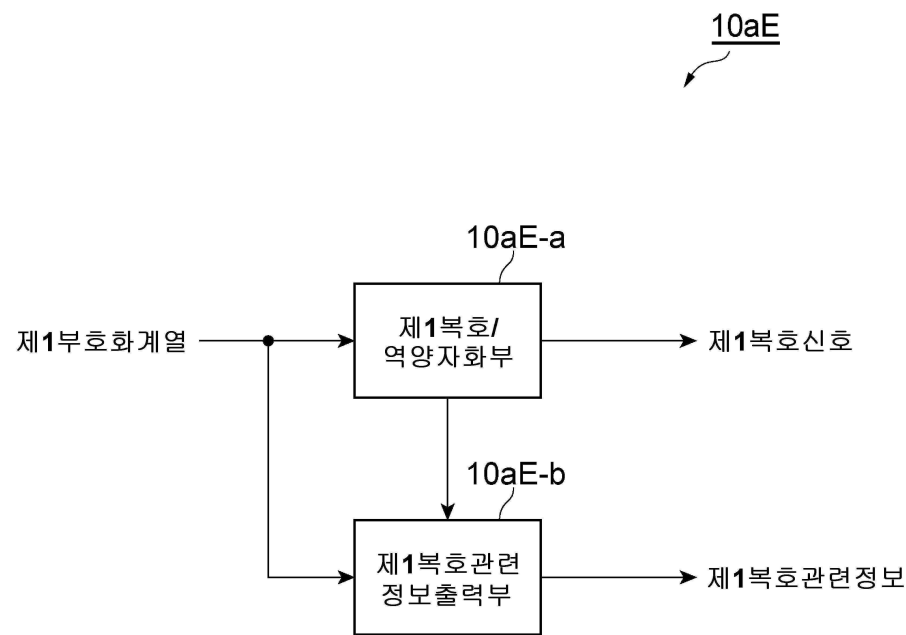 10aE
10aE-a
제1부호화계열
제1복호/
역양자화부
제1복호신호
10aE-b
제1복호관련
정보출력부
제1복호관련정보